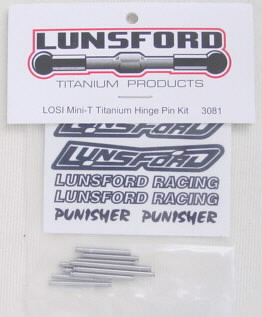 LUNSFORD
TITANIUM PRODUCTS
LOSI Mini-T Titanium Hinge Pin Kit 3081
LUNSFORD
LUNSFORD
LUNSFORD RACING
LUNSFORD RACING
PUNISHER PUNISHER